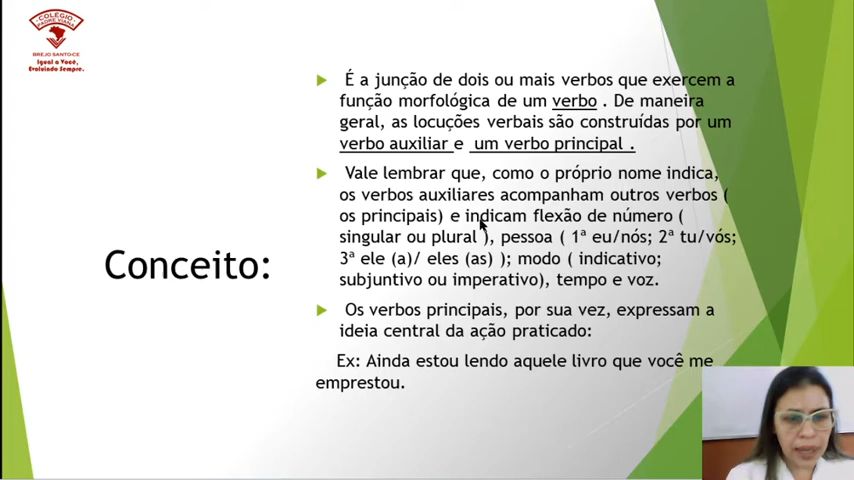 COLÉGIO
PADRE VIANA
BREJO SANTO-CE
Igual a Você,
Evoluindo Sempre.
Conceito:
É a junção de dois ou mais verbos que exercem a
função morfológica de um verbo . De maneira
geral, as locuções verbais são construídas por um
verbo auxiliar e um verbo principal .
Vale lembrar que, como o próprio nome indica,
os verbos auxiliares acompanham outros verbos (
os principais) e indicam flexão de número (
singular ou plural ), pessoa ( 1ª eu/nós; 2ª tu/vós;
3ª ele (a)/ eles (as) ); modo ( indicativo;
subjuntivo ou imperativo), tempo e voz.
Os verbos principais, por sua vez, expressam a
ideia central da ação praticado:
Ex: Ainda estou lendo aquele livro que você me
emprestou.